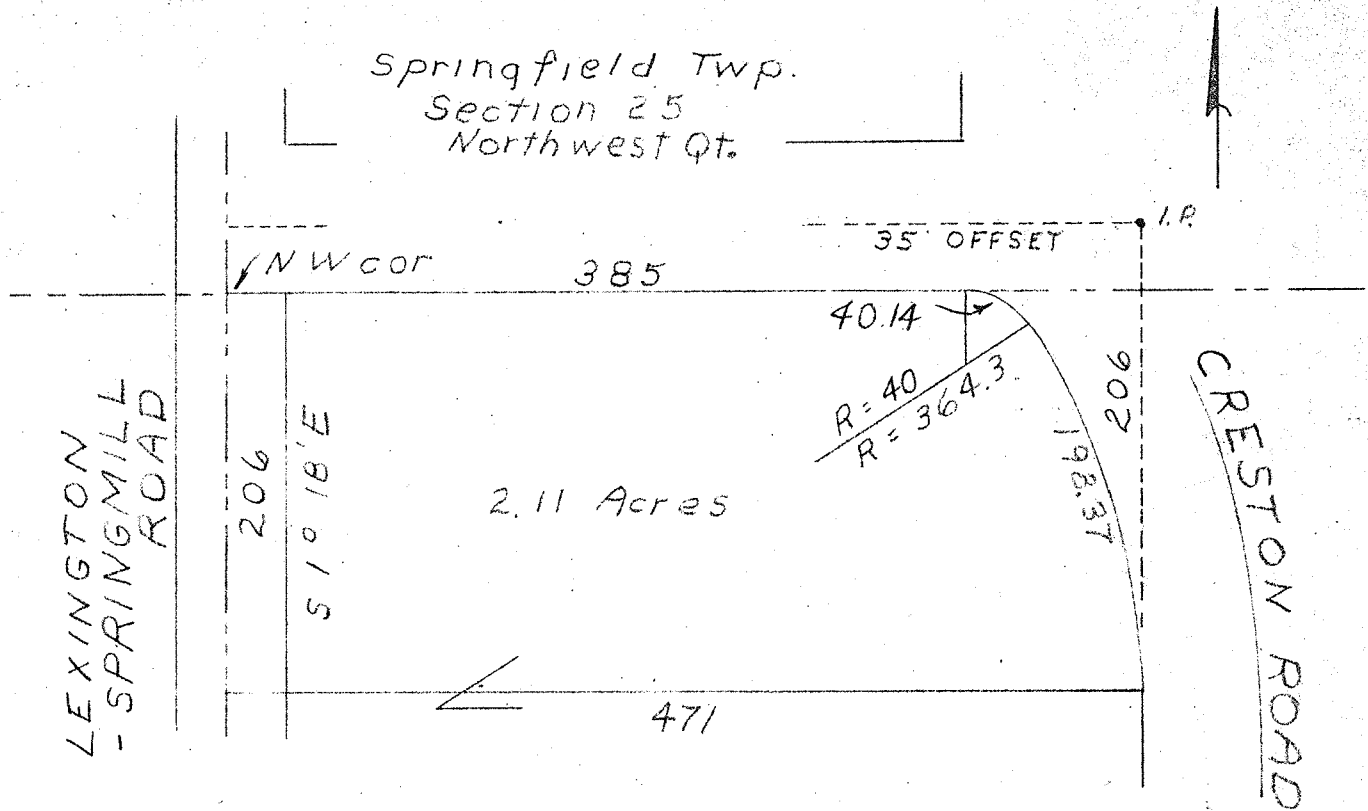 Springfield Twp.
Section 25
Northwest Qt.
I.P.
35' OFFSET
NW cor
385
40.14
R = 40
R = 364.3
206
198.37
CRESTON ROAD
LEXINGTON
- SPRINGMILL
ROAD
206
S 1° 18' E
2.11 Acres
471